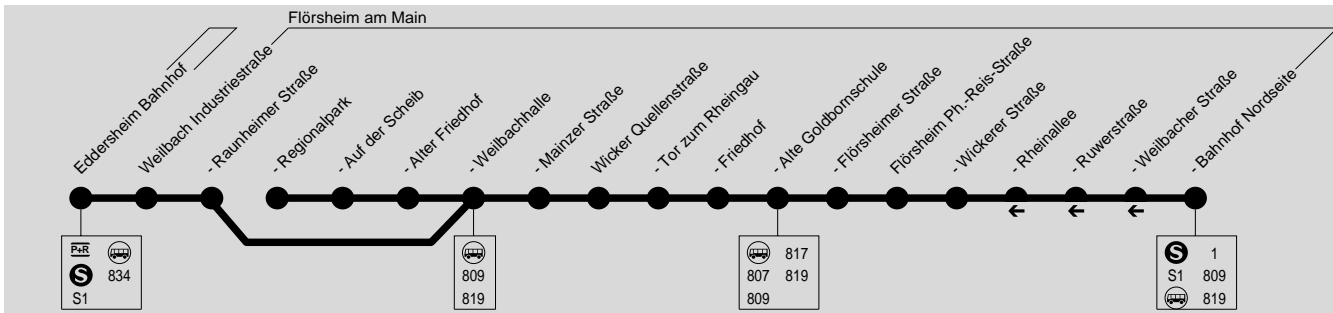 Flörsheim am Main
Eddersheim Bahnhof
Weilbach Industriestraße
- Raunheimer Straße
- Regionalpark
- Auf der Scheib
- Alter Friedhof
- Weilbachhalle
- Mainzer Straße
Wicker Quellenstraße
- Tor zum Rheingau
- Friedhof
- Alte Goldbornschule
- Flörsheimer Straße
Flörsheim Ph.-Reis-Straße
- Wickerer Straße
- Rheinallee
- Ruwerstraße
- Weilbacher Straße
- Bahnhof Nordseite
P+R
S 834
S1
809
819
817
807 819
809
S 1
S1 809
819